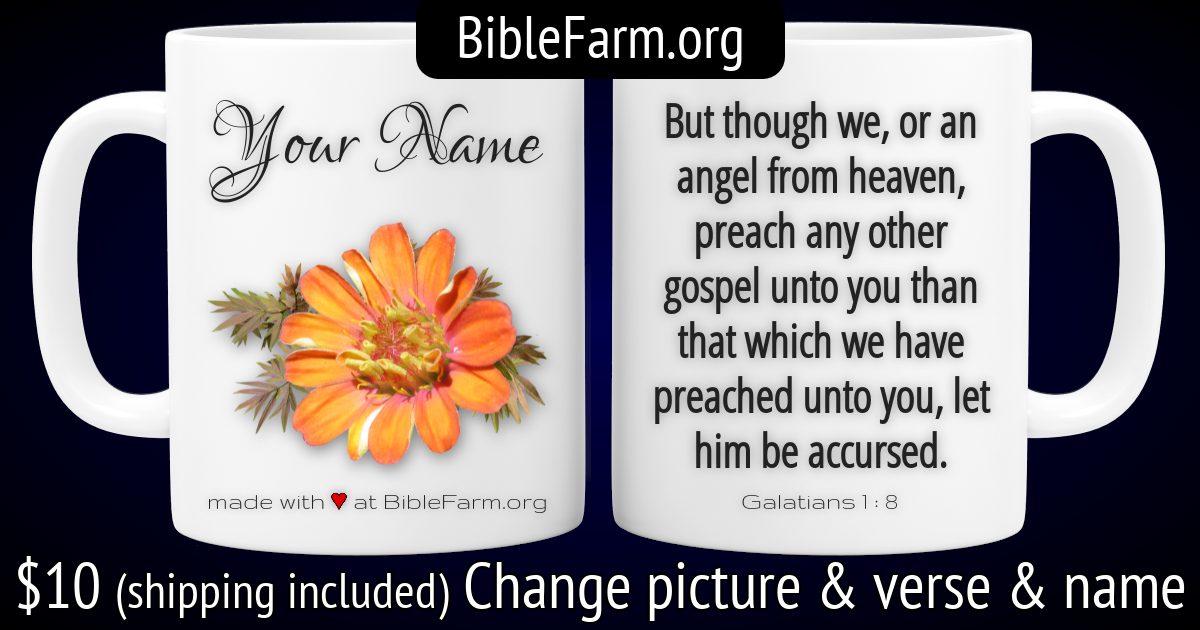 BibleFarm.org
Your Name
made with ♥ at BibleFarm.org
But though we, or an
angel from heaven,
preach any other
gospel unto you than
that which we have
preached unto you, let
him be accursed.
Galatians 1 : 8
$10 (shipping included) Change picture & verse & name